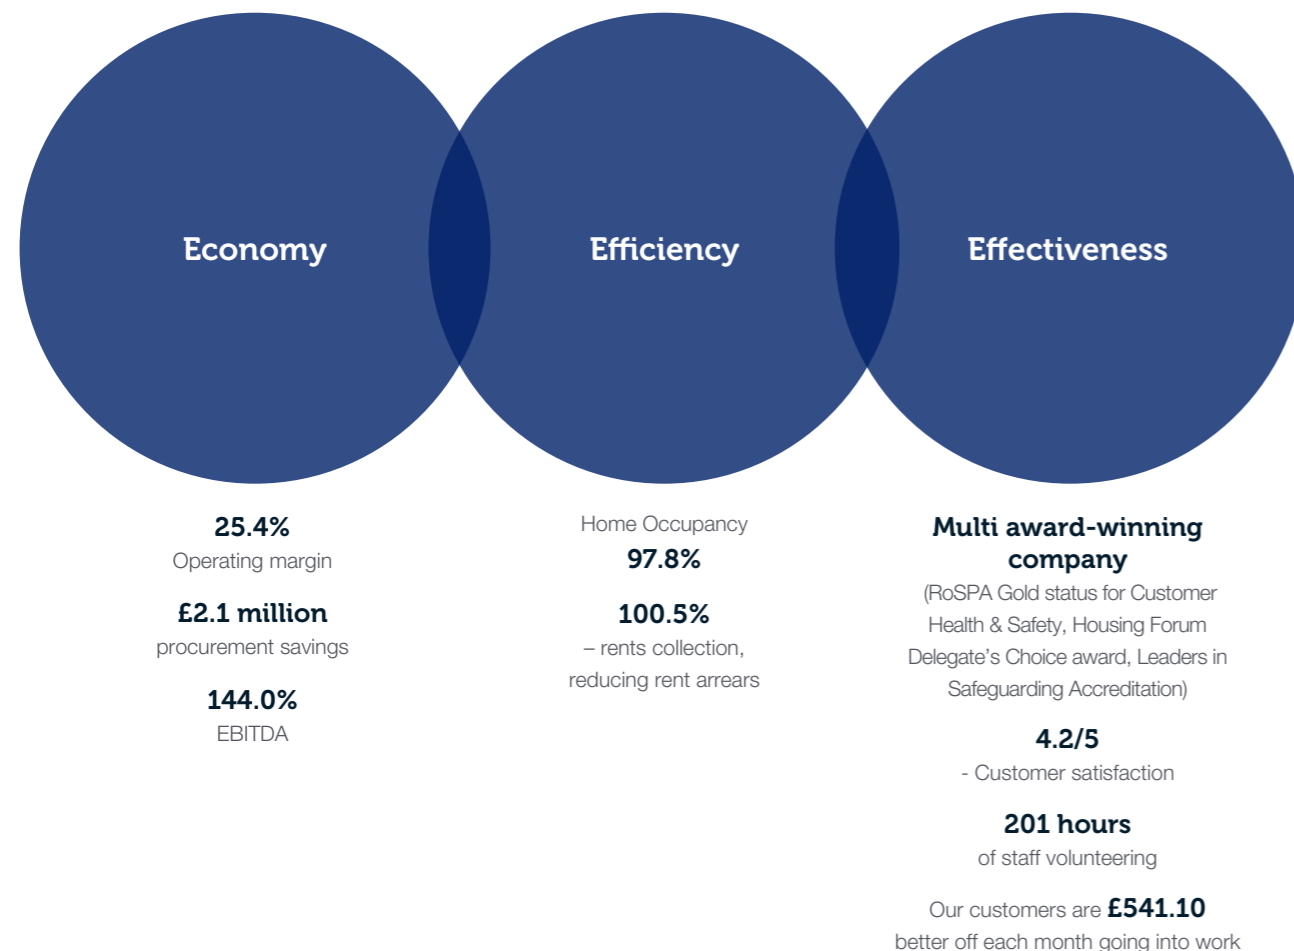 Economy
Efficiency
Effectiveness
25.4%
Operating margin
£2.1 million
procurement savings
144.0%
EBITDA
Home Occupancy
97.8%
100.5%
– rents collection,
reducing rent arrears
Multi award-winning
company
(RoSPA Gold status for Customer
Health & Safety, Housing Forum
Delegate’s Choice award, Leaders in
Safeguarding Accreditation)
4.2/5
- Customer satisfaction
201 hours
of staff volunteering
Our customers are £541.10
better off each month going into work